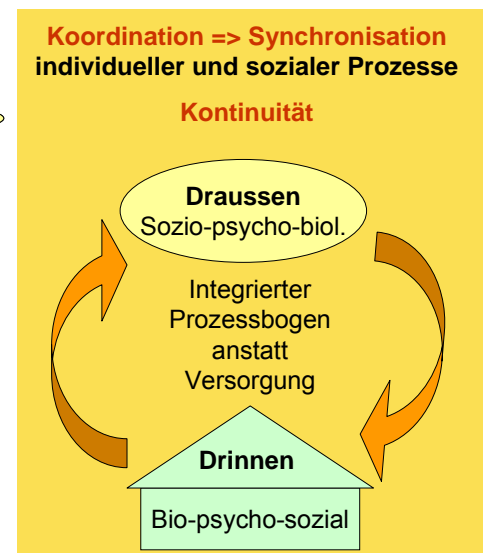 Koordination => Synchronisation
individueller und sozialer Prozesse
Kontinuität
Draussen
Sozio-psycho-biol.
Integrierter
Prozessbogen
anstatt
Versorgung
Drinnen
Bio-psycho-sozial